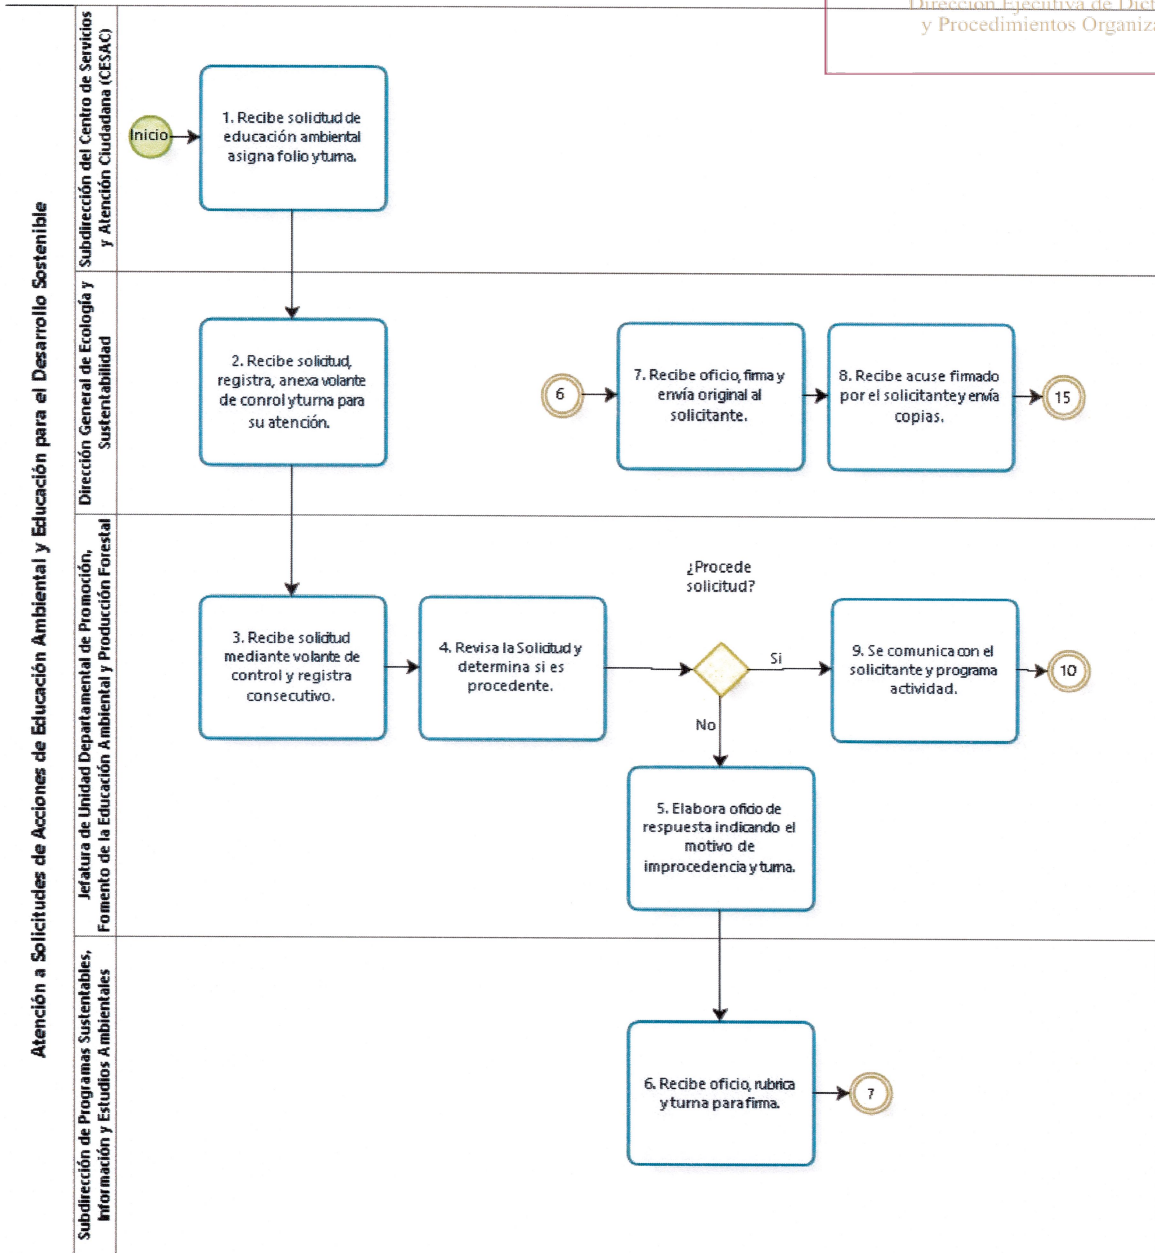 Dirección Ejecutiva de Dict
y Procedimientos Organiza
Atención a Solicitudes de Acciones de Educación Ambiental y Educación para el Desarrollo Sostenible
Subdirección del Centro de Servicios
y Atención Ciudadana (CESAC)
Inicio
1. Recibe solicitud de
educación ambiental
asigna folio y turna.
Dirección General de Ecología y
Sustentabilidad
2. Recibe solicitud,
registra, anexa volante
de conrol y turna para
su atención.
6
7. Recibe oficio, firma y
envía original al
solicitante.
8. Recibe acuse firmado
por el solicitante y envía
copias.
15
Jefatura de Unidad Departamental de Promoción,
Fomento de la Educación Ambiental y Producción Forestal
3. Recibe solicitud
mediante volante de
control y registra
consecutivo.
4. Revisa la Solicitud y
determina si es
procedente.
¿Procede
solicitud?
Si
No
9. Se comunica con el
solicitante y programa
actividad.
10
5. Elabora oficio de
respuesta indicando el
motivo de
improcedencia y turna.
Subdirección de Programas Sustentables,
Información y Estudios Ambientales
6. Recibe oficio, rubrica
y turna para firma.
7